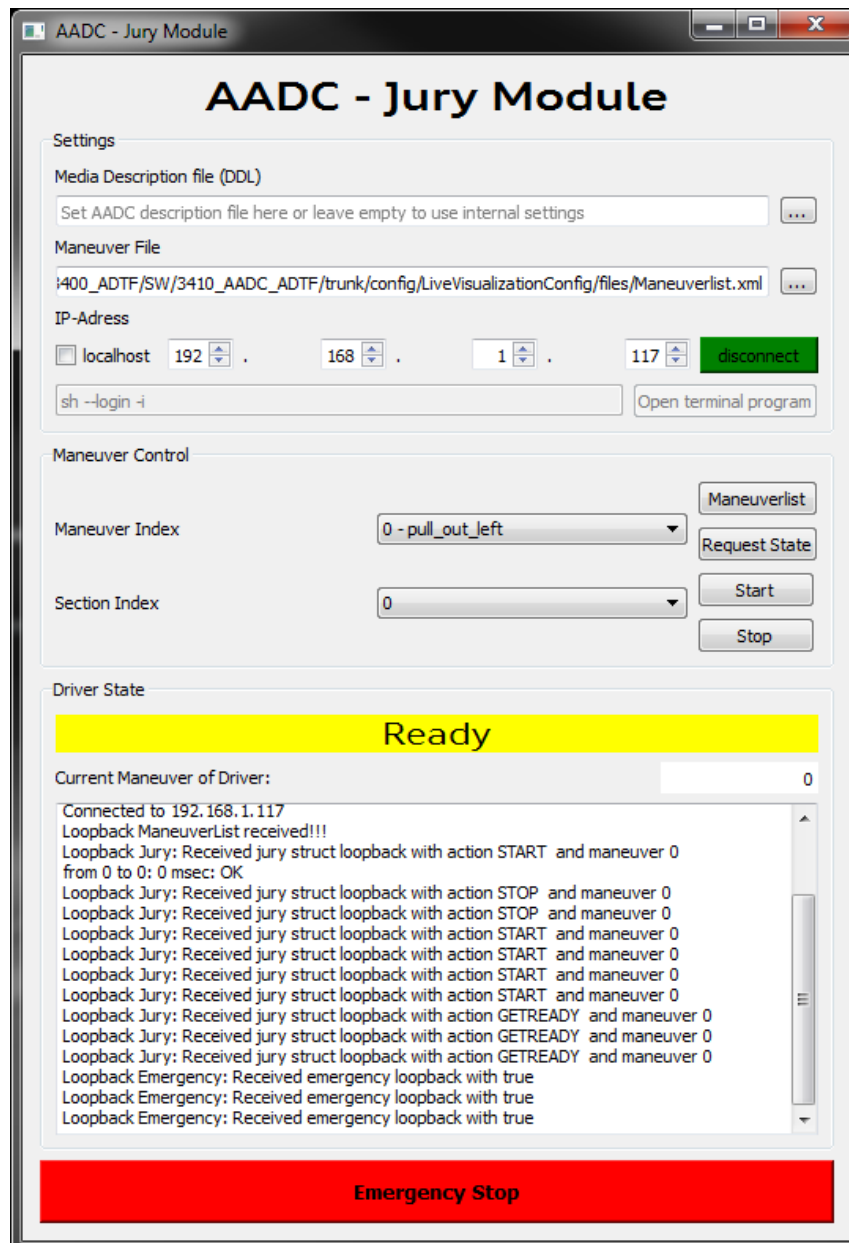 AADC - Jury Module
AADC - Jury Module
Settings
Media Description file (DDL)
Set AADC description file here or leave empty to use internal settings ...
Maneuver File
3400_ADTF/SW/3410_AADC_ADTF/trunk/config/LiveVisualizationConfig/files/Maneuverlist.xml ...
IP-Adress
localhost 192 . 168 . 1 . 117 disconnect
sh --login -i Open terminal program
Maneuver Control
Maneuverlist
Maneuver Index 0 - pull_out_left
Request State
Start
Section Index 0
Stop
Driver State
Ready
Current Maneuver of Driver: 0
Connected to 192.168.1.117
Loopback ManeuverList received!!!
Loopback Jury: Received jury struct loopback with action START and maneuver 0
from 0 to 0: 0 msec: OK
Loopback Jury: Received jury struct loopback with action STOP and maneuver 0
Loopback Jury: Received jury struct loopback with action STOP and maneuver 0
Loopback Jury: Received jury struct loopback with action START and maneuver 0
Loopback Jury: Received jury struct loopback with action START and maneuver 0
Loopback Jury: Received jury struct loopback with action START and maneuver 0
Loopback Jury: Received jury struct loopback with action START and maneuver 0
Loopback Jury: Received jury struct loopback with action GETREADY and maneuver 0
Loopback Jury: Received jury struct loopback with action GETREADY and maneuver 0
Loopback Jury: Received jury struct loopback with action GETREADY and maneuver 0
Loopback Emergency: Received emergency loopback with true
Loopback Emergency: Received emergency loopback with true
Loopback Emergency: Received emergency loopback with true
Emergency Stop